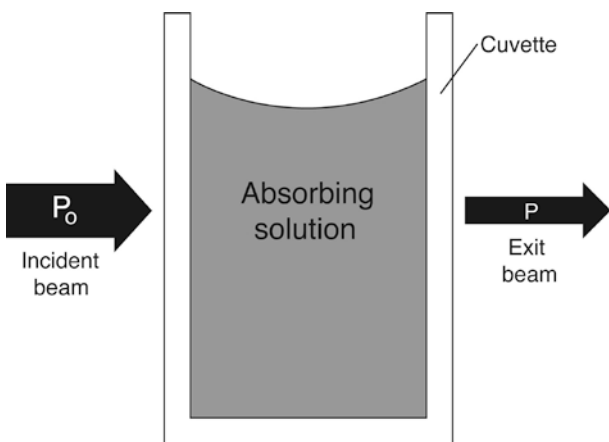 Cuvette
P₀
Absorbing
solution
P
Incident
beam
Exit
beam